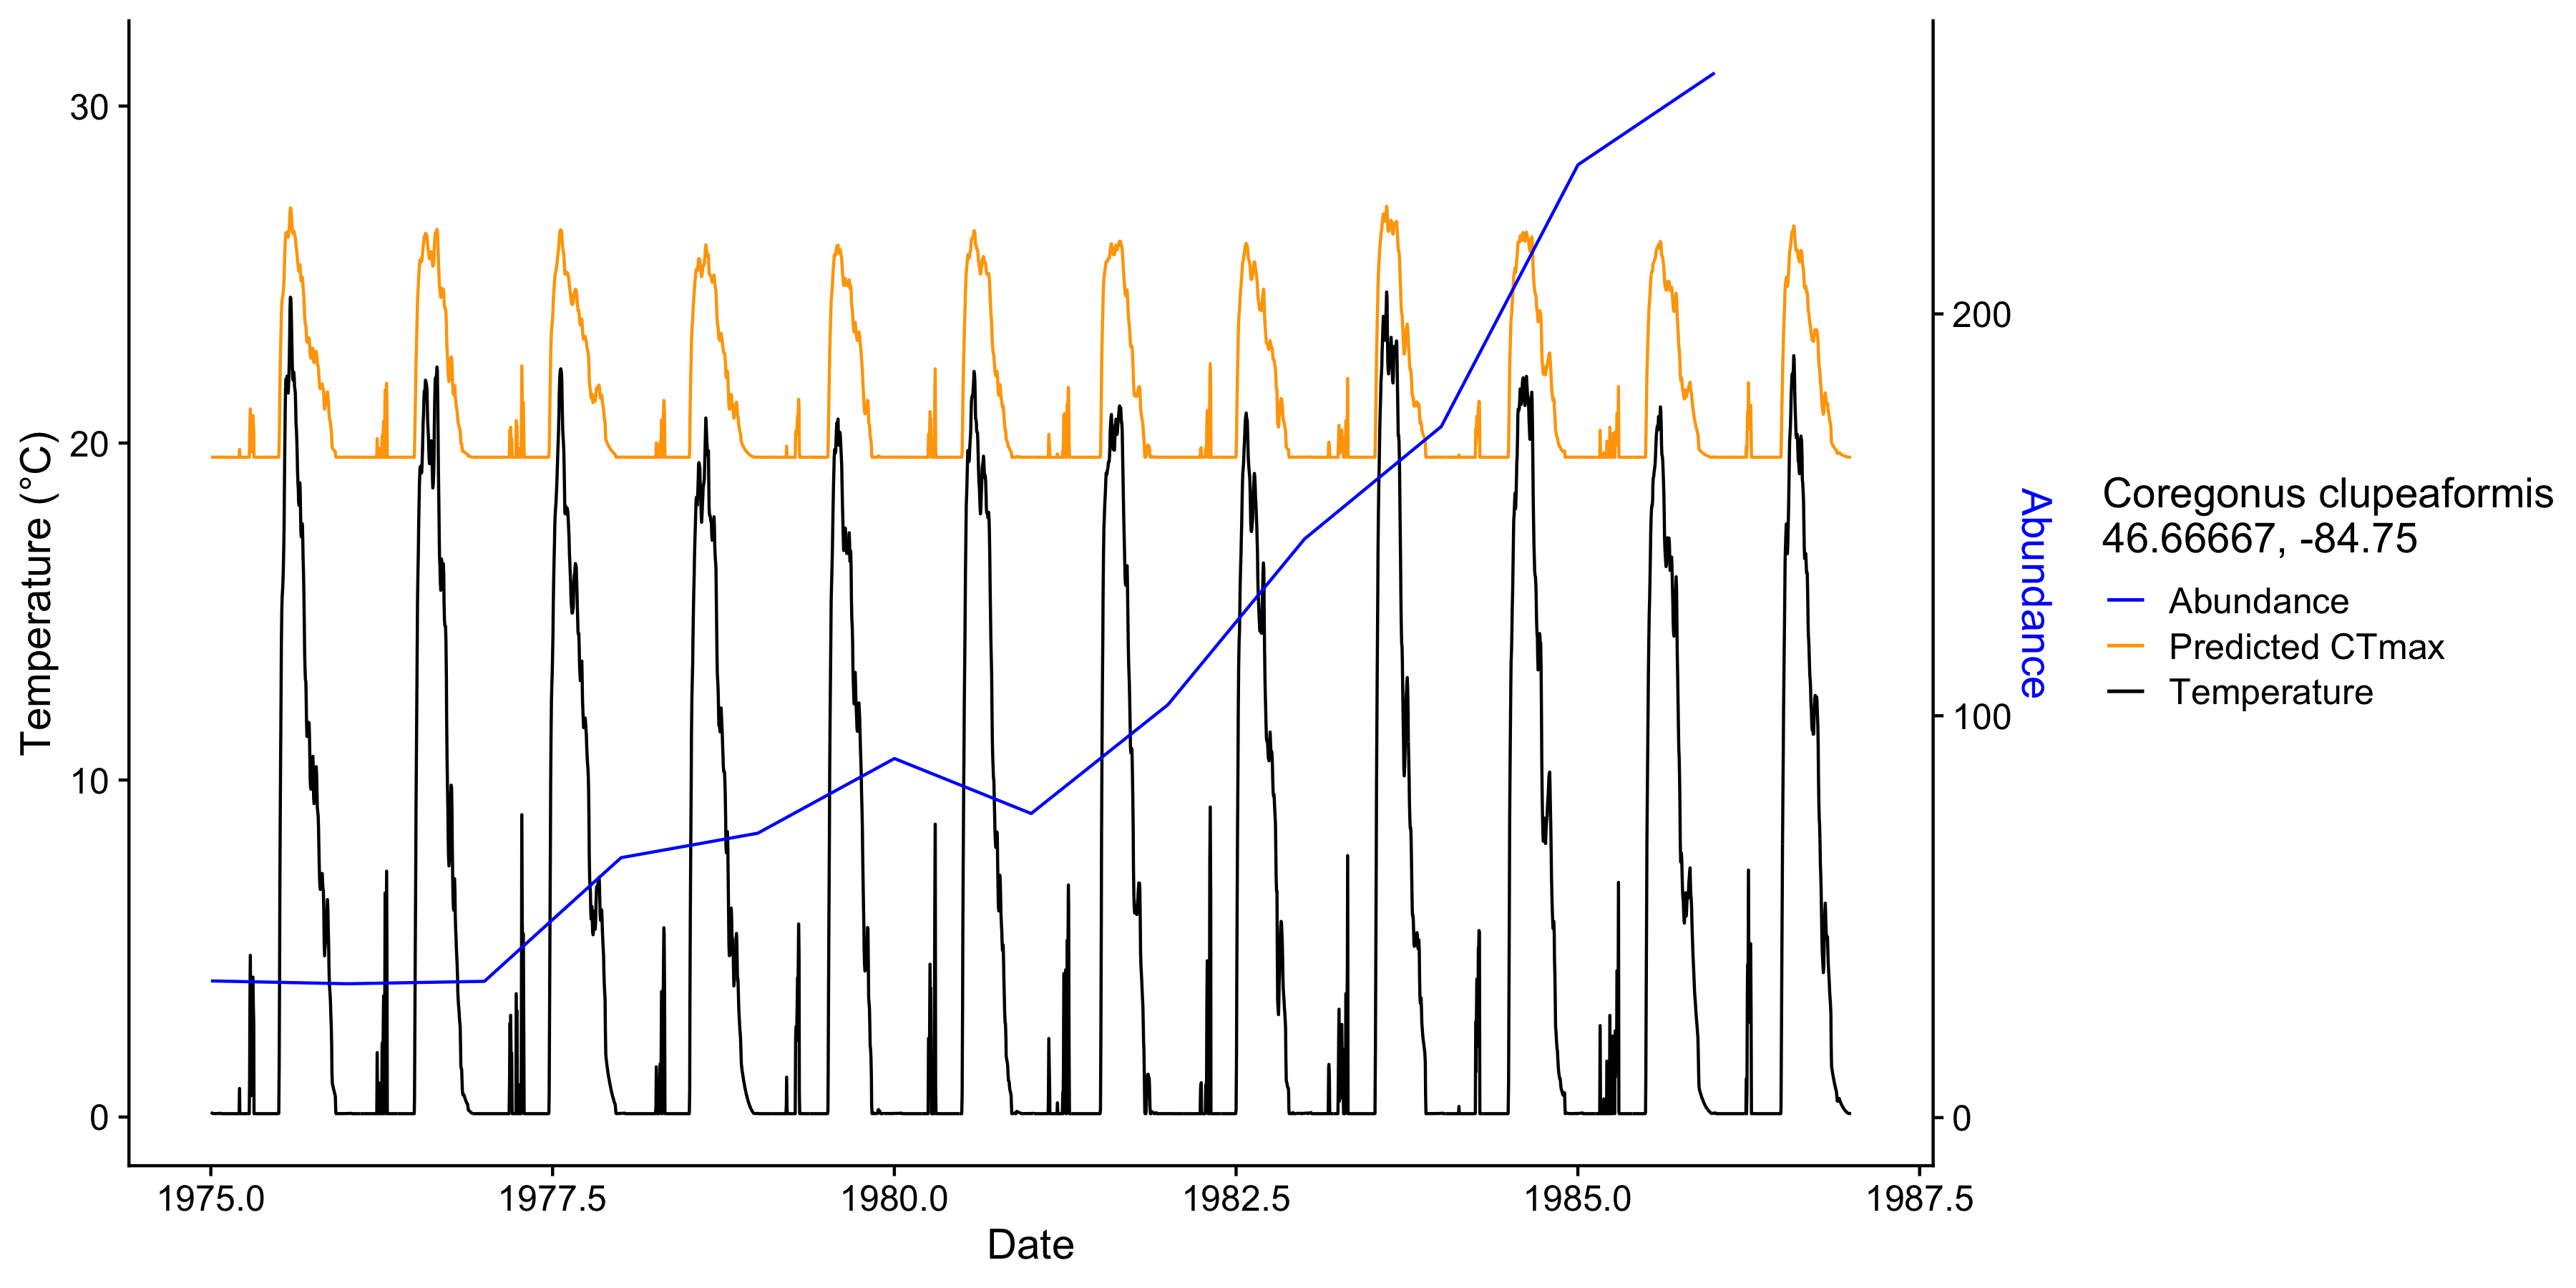 30
20
10
0
Temperature (°C)
200
100
0
Abundance
1975.0
1977.5
1980.0
1982.5
1985.0
1987.5
Date
Coregonus clupeaformis
46.66667, -84.75
Abundance
Predicted CTmax
Temperature